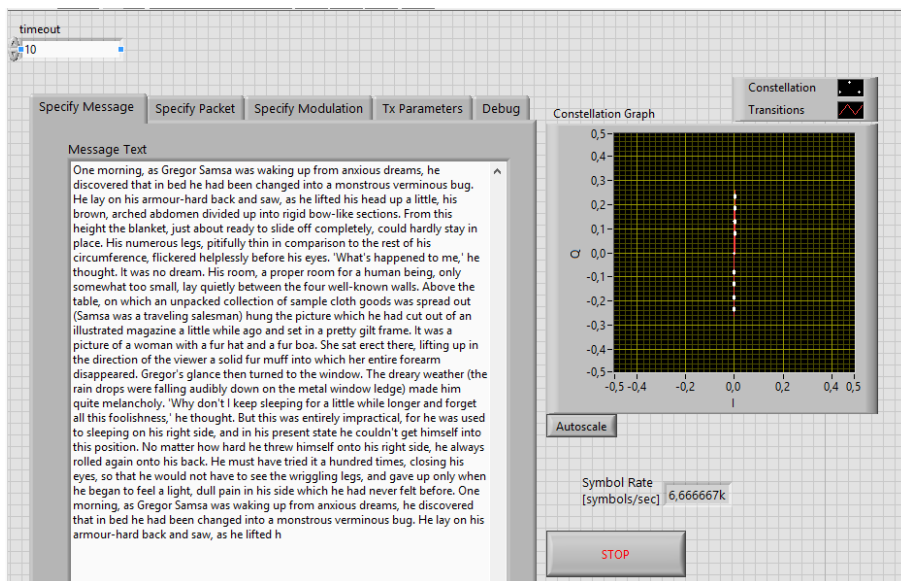 timeout
10
Specify Message
Specify Packet
Specify Modulation
Tx Parameters
Debug
Message Text
One morning, as Gregor Samsa was waking up from anxious dreams, he
discovered that in bed he had been changed into a monstrous verminous bug.
He lay on his armour-hard back and saw, as he lifted his head up a little, his
brown, arched abdomen divided up into rigid bow-like sections. From this
height the blanket, just about ready to slide off completely, could hardly stay in
place. His numerous legs, pitifully thin in comparison to the rest of his
circumference, flickered helplessly before his eyes. 'What's happened to me,' he
thought. It was no dream. His room, a proper room for a human being, only
somewhat too small, lay quietly between the four well-known walls. Above the
table, on which an unpacked collection of sample cloth goods was spread out
(Samsa was a traveling salesman) hung the picture which he had cut out of an
illustrated magazine a little while ago and set in a pretty gilt frame. It was a
picture of a woman with a fur hat and a fur boa. She sat erect there, lifting up in
the direction of the viewer a solid fur muff into which her entire forearm
disappeared. Gregor's glance then turned to the window. The dreary weather (the
rain drops were falling audibly down on the metal window ledge) made him
quite melancholy. 'Why don't I keep sleeping for a little while longer and forget
all this foolishness,' he thought. But this was entirely impractical, for he was used
to sleeping on his right side, and in his present state he couldn't get himself into
this position. No matter how hard he threw himself onto his right side, he always
rolled again onto his back. He must have tried it a hundred times, closing his
eyes, so that he would not have to see the wriggling legs, and gave up only when
he began to feel a light, dull pain in his side which he had never felt before. One
morning, as Gregor Samsa was waking up from anxious dreams, he discovered
that in bed he had been changed into a monstrous verminous bug. He lay on his
armour-hard back and saw, as he lifted h
Constellation
Transitions
Constellation Graph
0,5
0,4
0,3
0,2
0,1
0,0
-0,1
-0,2
-0,3
-0,4
-0,5
Q
-0,5 -0,4 -0,2 0,0 0,2 0,4 0,5
I
Autoscale
Symbol Rate
[symbols/sec]
6,666667k
STOP